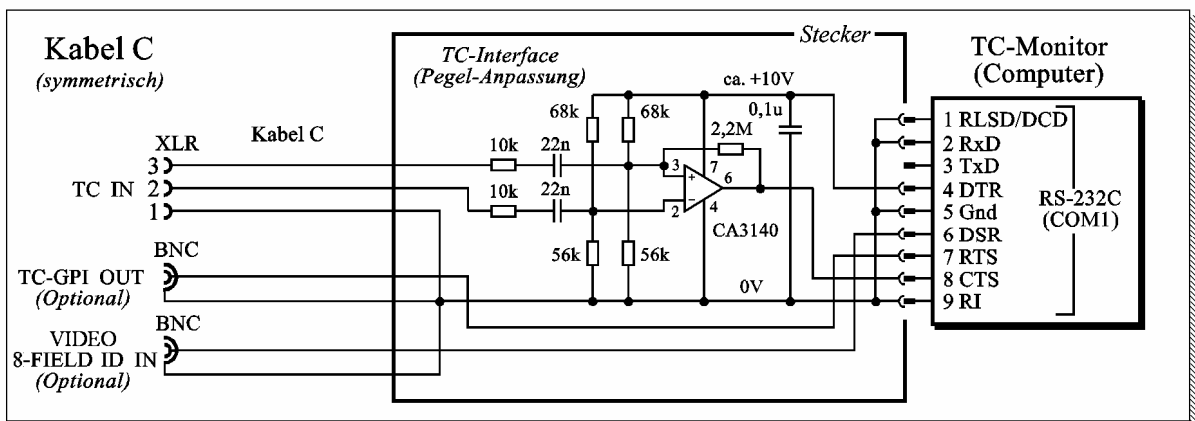 Kabel C
(symmetrisch)
Stecker
TC-Interface
(Pegel-Anpassung)
ca. +10V
TC-Monitor
(Computer)
68k
68k
0,1u
2,2M
XLR
Kabel C
10k
22n
3
TC IN 2
1
10k
22n
3
+
7
6
2
−
4
CA3140
56k
56k
0V
BNC
TC-GPI OUT
(Optional)
BNC
VIDEO
8-FIELD ID IN
(Optional)
1 RLSD/DCD
2 RxD
3 TxD
4 DTR
5 Gnd
6 DSR
7 RTS
8 CTS
9 RI
RS-232C
(COM1)